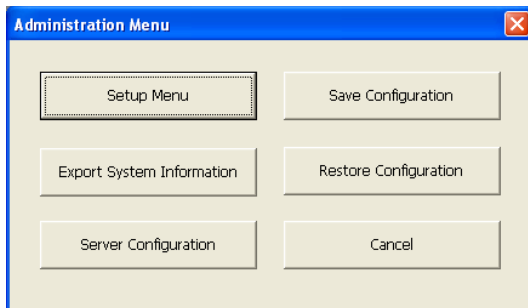 Administration Menu
Setup Menu
Save Configuration
Export System Information
Restore Configuration
Server Configuration
Cancel